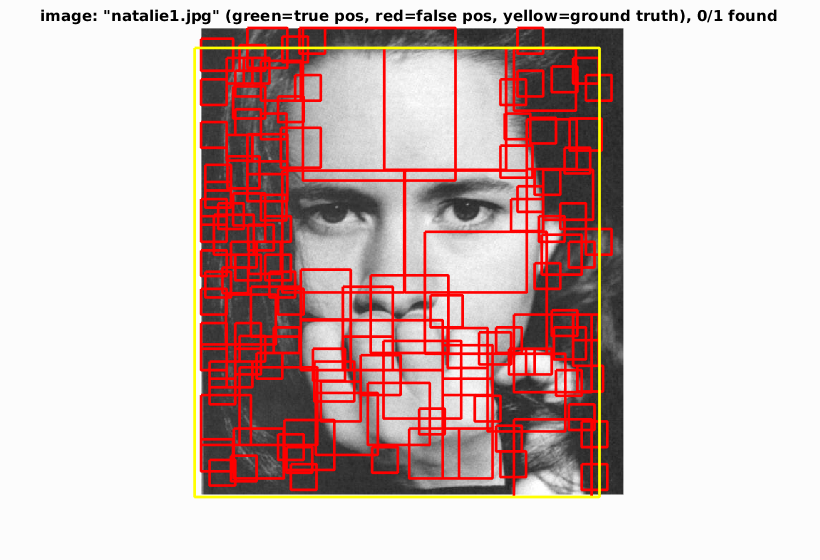 image: "natalie1.jpg" (green=true pos, red=false pos, yellow=ground truth), 0/1 found